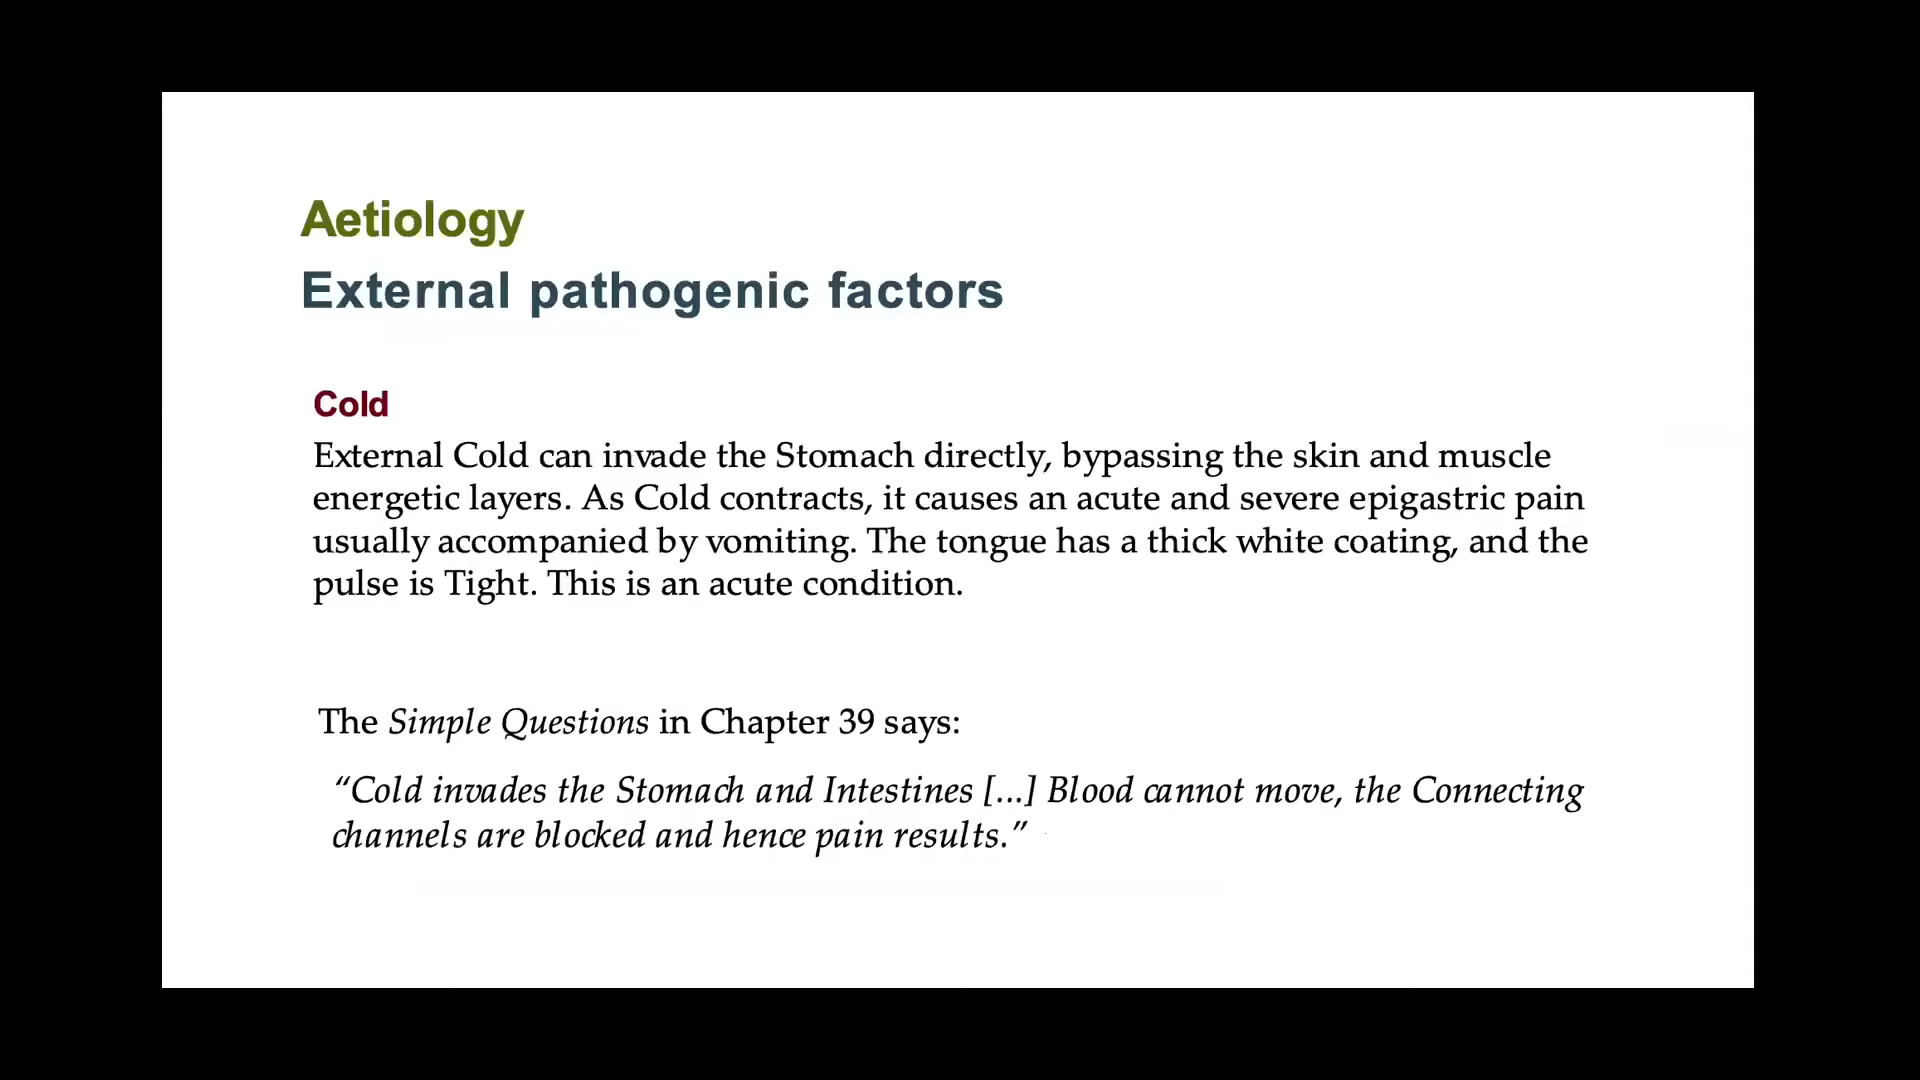 Aetiology
External pathogenic factors
Cold
External Cold can invade the Stomach directly, bypassing the skin and muscle
energetic layers. As Cold contracts, it causes an acute and severe epigastric pain
usually accompanied by vomiting. The tongue has a thick white coating, and the
pulse is Tight. This is an acute condition.
The Simple Questions in Chapter 39 says:
“Cold invades the Stomach and Intestines [...] Blood cannot move, the Connecting
channels are blocked and hence pain results.”